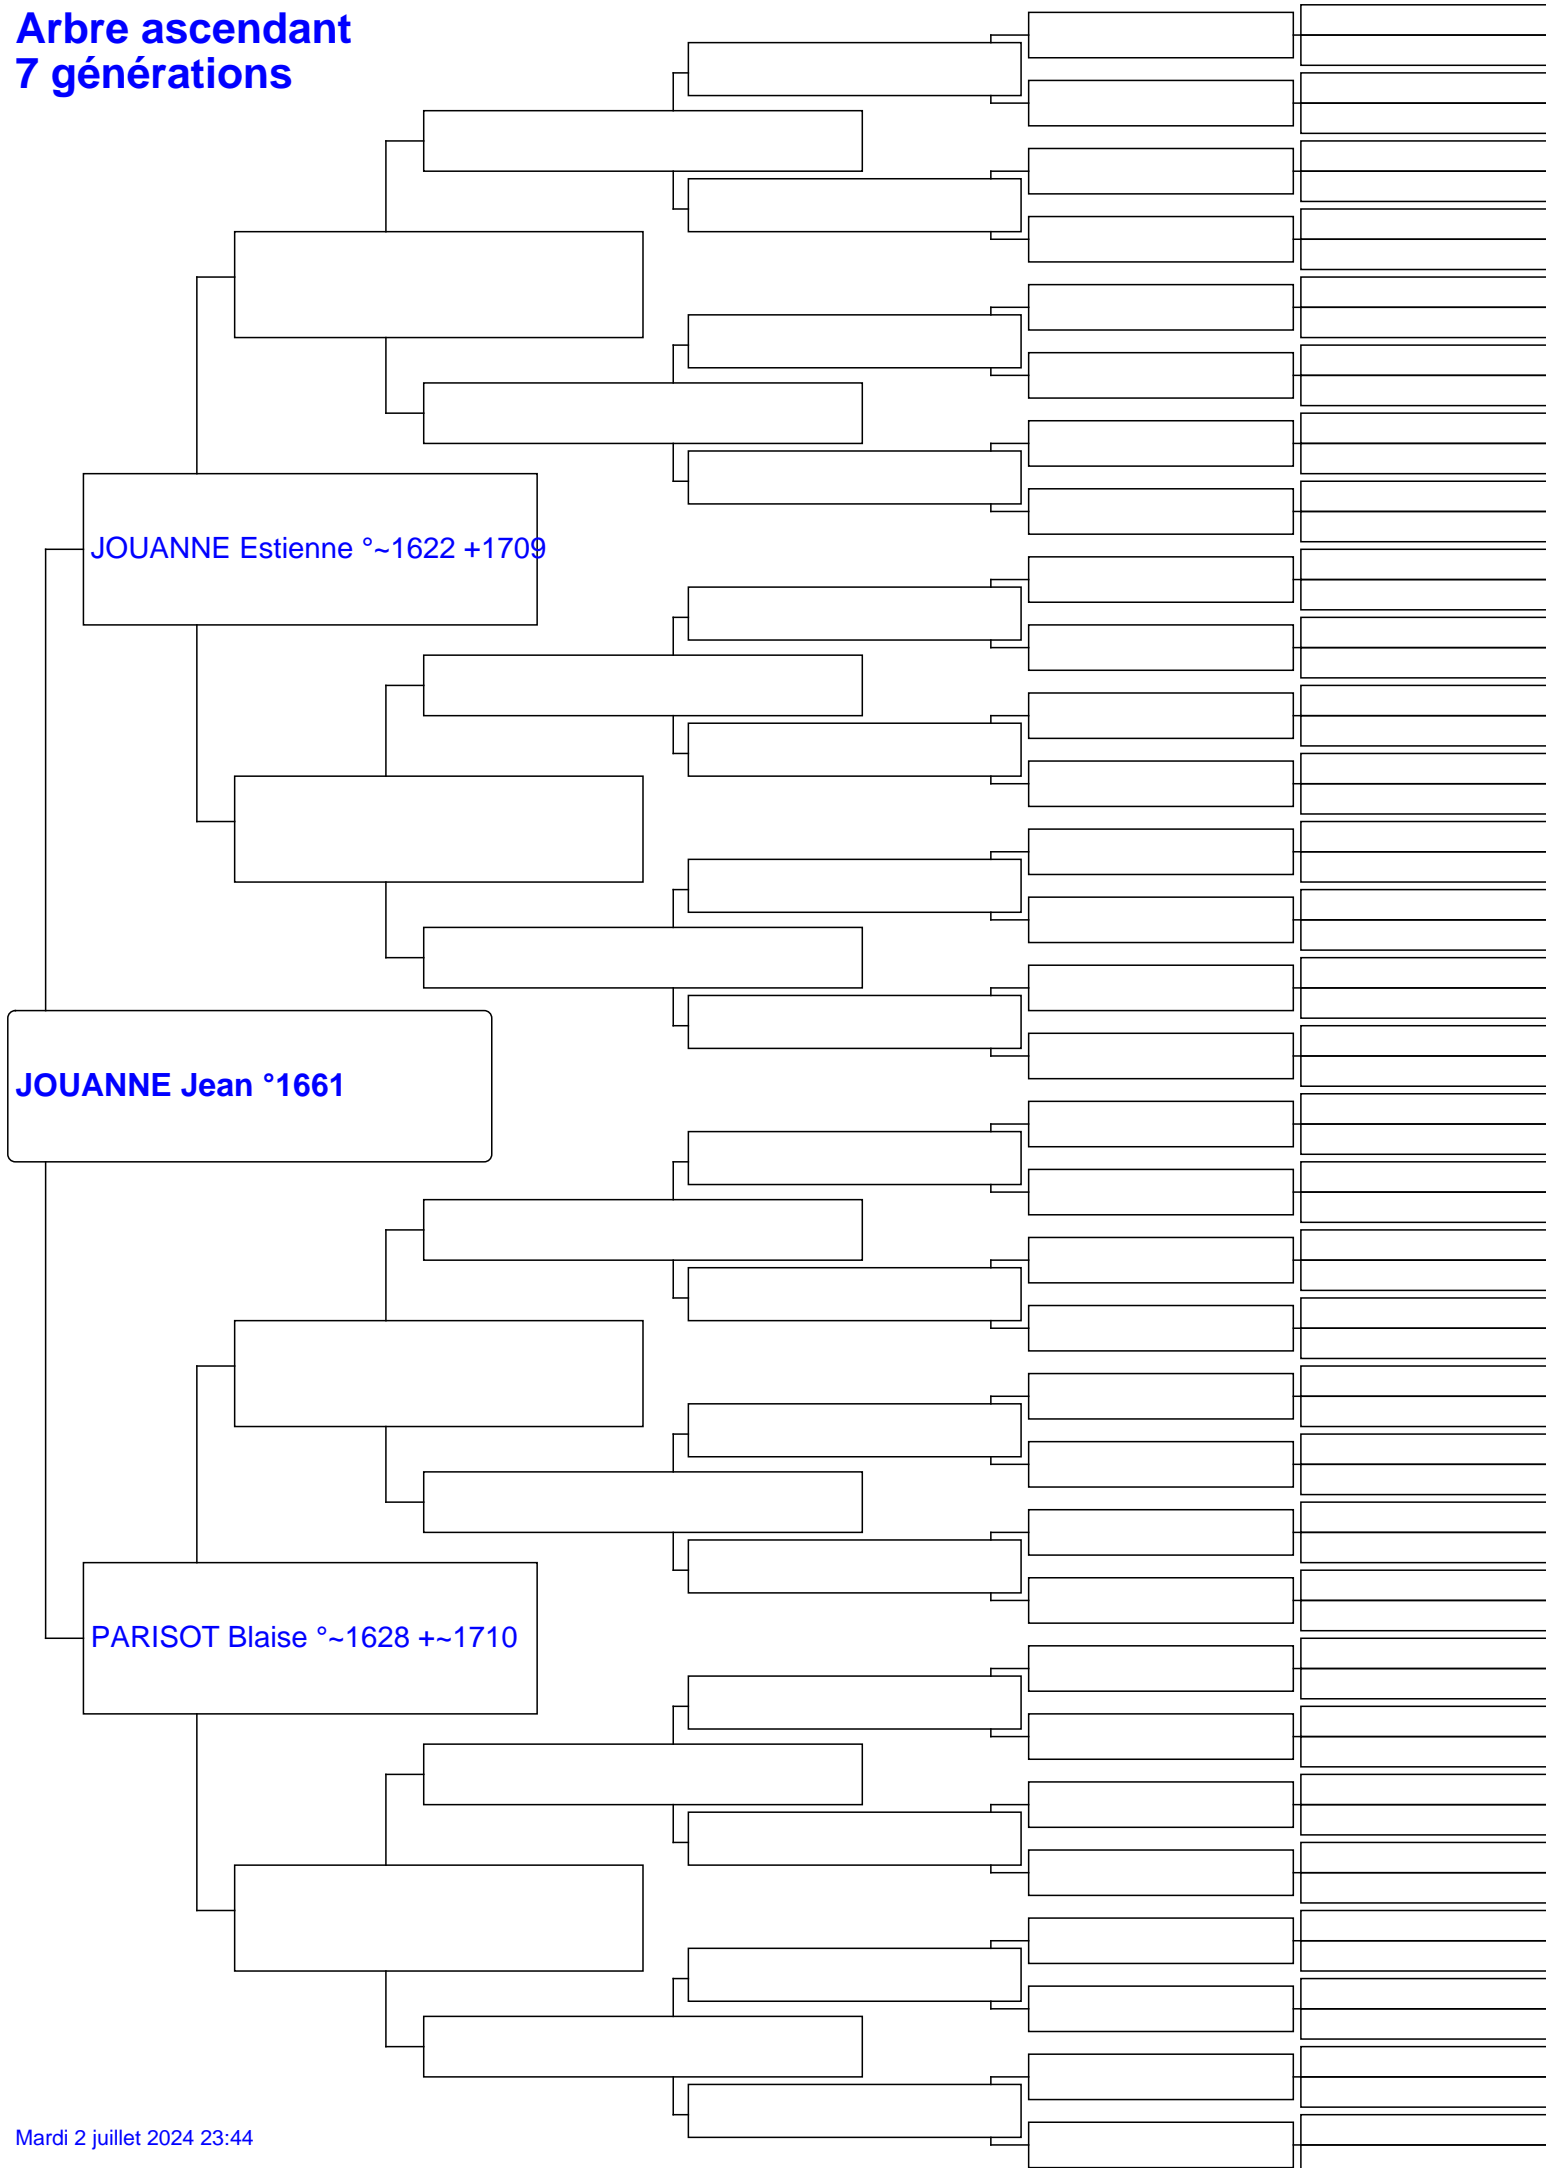 Arbre ascendant
7 générations
JOUANNE Estienne °~1622 +1709
JOUANNE Jean °1661
PARISOT Blaise °~1628 +~1710
Mardi 2 juillet 2024 23:44